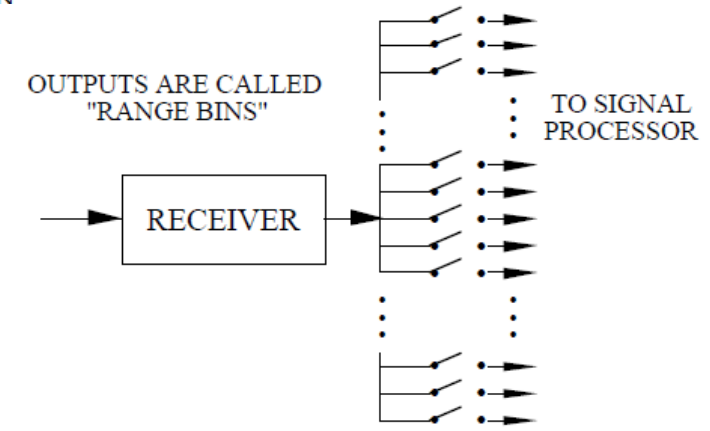 OUTPUTS ARE CALLED
"RANGE BINS"
TO SIGNAL
PROCESSOR
RECEIVER